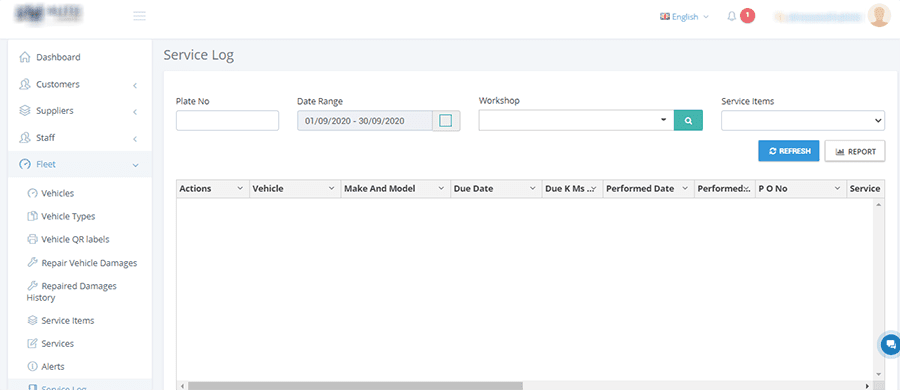 English
1
Dashboard
Customers
Suppliers
Staff
Fleet
Vehicles
Vehicle Types
Vehicle QR labels
Repair Vehicle Damages
Repaired Damages
History
Service Items
Services
Alerts
Service Log
Service Log
Plate No
Date Range
Workshop
Service Items
01/09/2020 - 30/09/2020
REFRESH
REPORT
Actions
Vehicle
Make And Model
Due Date
Due K Ms ...
Performed Date
Performed...
P O No
Service